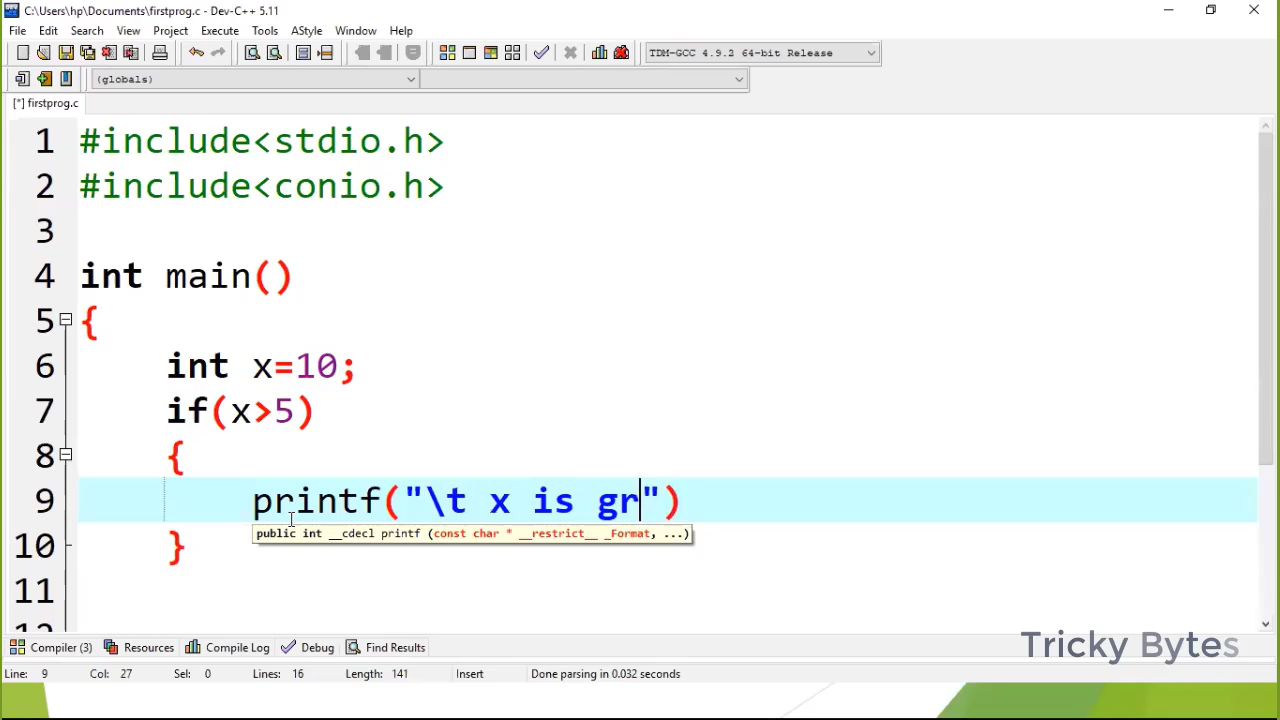 C:\Users\hp\Documents\firstprog.c - Dev-C++ 5.11
File Edit Search View Project Execute Tools AStyle Window Help
TDM-GCC 4.9.2 64-bit Release
(globals)
[*] firstprog.c
1 #include<stdio.h>
2 #include<conio.h>
3
4 int main()
5 {
6 int x=10;
7 if(x>5)
8 {
9 printf("\t x is gr")
public int __cdecl printf (const char * __restrict__ _Format, ...)
10 }
11
Compiler (3) Resources Compile Log Debug Find Results
Tricky Bytes
Line: 9 Col: 27 Sel: 0 Lines: 16 Length: 141 Insert Done parsing in 0.032 seconds